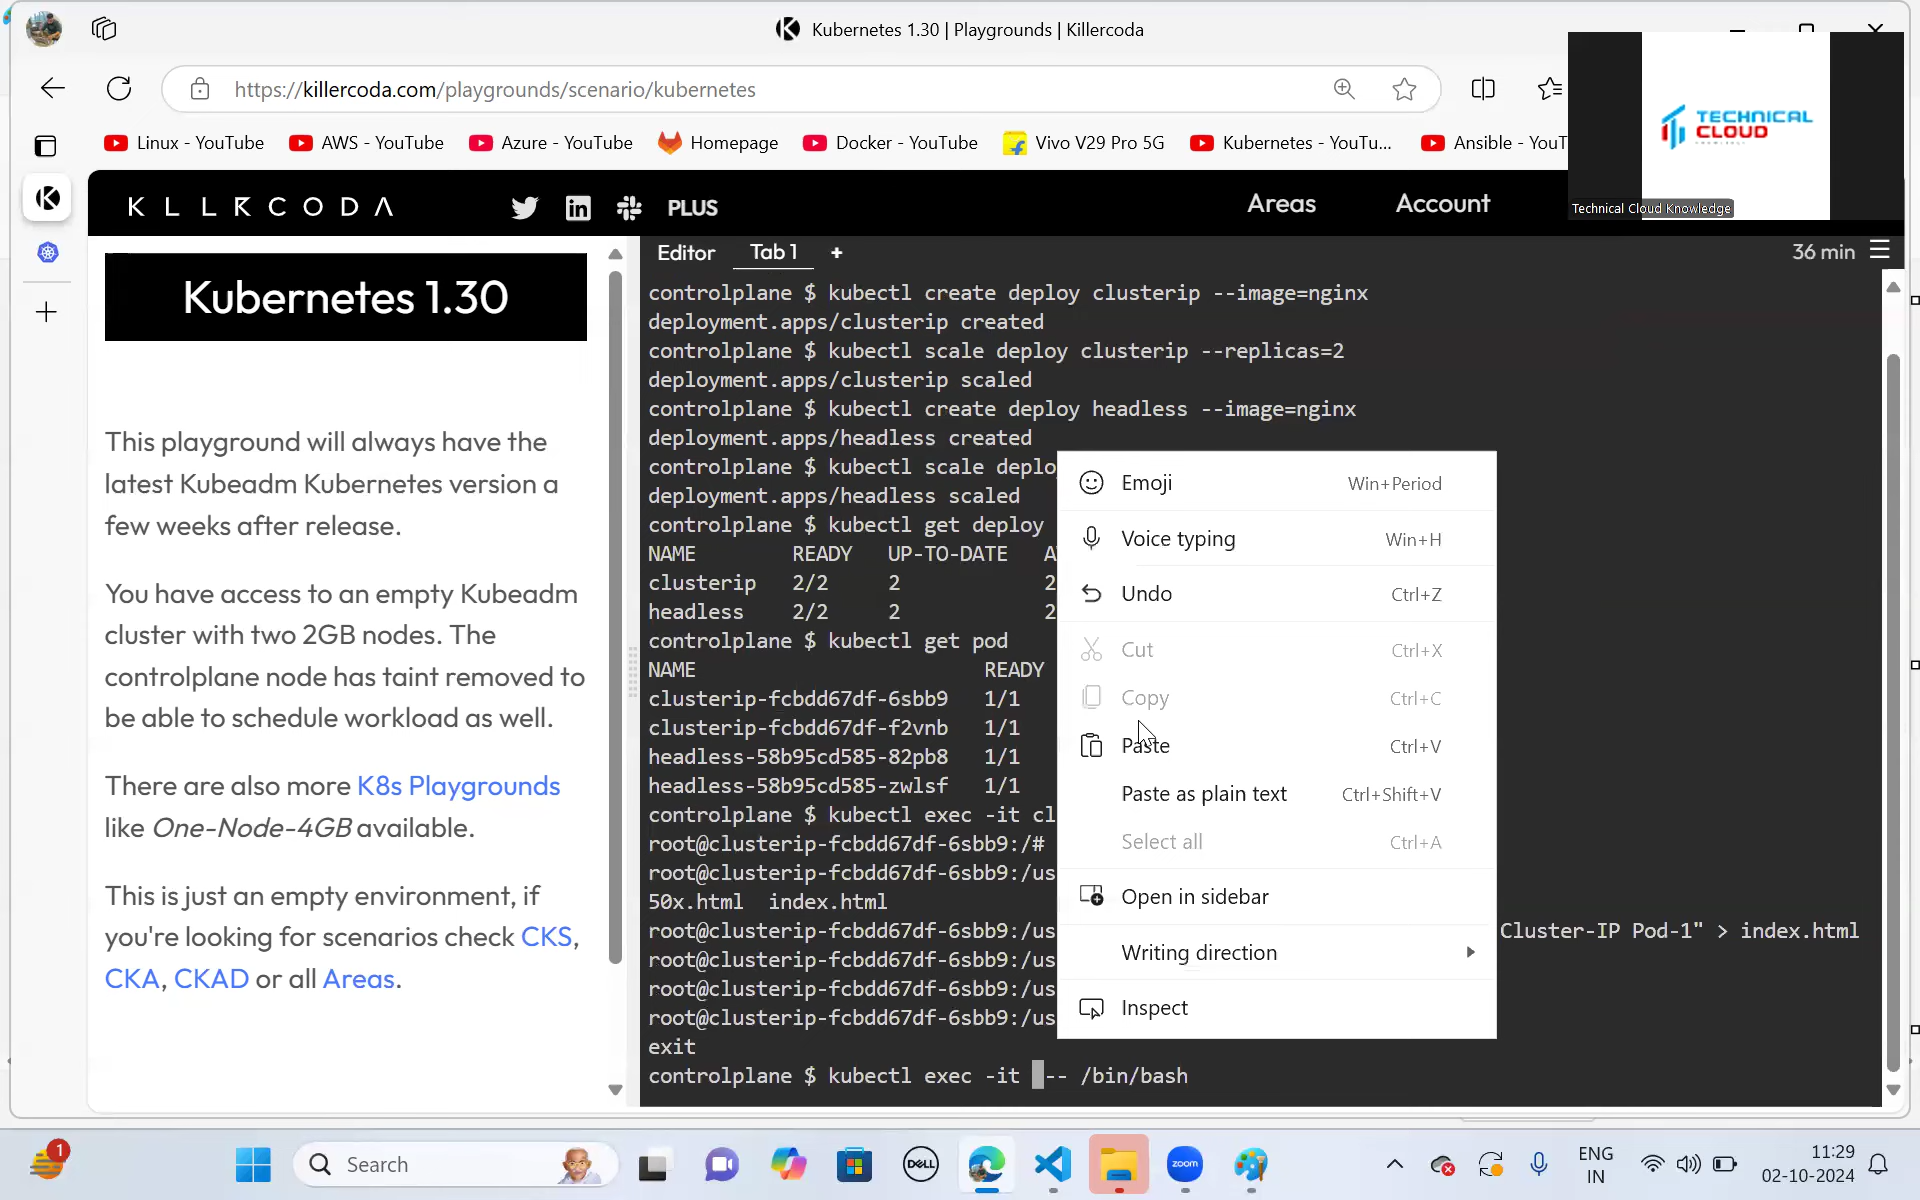 Kubernetes 1.30 | Playgrounds | Killercoda
https://killercoda.com/playgrounds/scenario/kubernetes
Linux - YouTube
AWS - YouTube
Azure - YouTube
Homepage
Docker - YouTube
Vivo V29 Pro 5G
Kubernetes - YouTu...
Ansible - YouT
TECHNICAL
CLOUD
Technical Cloud Knowledge
KLLRCODA
PLUS
Areas
Account
Kubernetes 1.30
This playground will always have the
latest Kubeadm Kubernetes version a
few weeks after release.
You have access to an empty Kubeadm
cluster with two 2GB nodes. The
controlplane node has taint removed to
be able to schedule workload as well.
There are also more K8s Playgrounds
like One-Node-4GB available.
This is just an empty environment, if
you're looking for scenarios check CKS,
CKA, CKAD or all Areas.
Editor
Tab 1
+
36 min
controlplane $ kubectl create deploy clusterip --image=nginx
deployment.apps/clusterip created
controlplane $ kubectl scale deploy clusterip --replicas=2
deployment.apps/clusterip scaled
controlplane $ kubectl create deploy headless --image=nginx
deployment.apps/headless created
controlplane $ kubectl scale deplo
deployment.apps/headless scaled
controlplane $ kubectl get deploy
NAME READY UP-TO-DATE A
clusterip 2/2 2 2
headless 2/2 2 2
controlplane $ kubectl get pod
NAME READY
clusterip-fcbdd67df-6sbb9 1/1
clusterip-fcbdd67df-f2vnb 1/1
headless-58b95cd585-82pb8 1/1
headless-58b95cd585-zwlsf 1/1
controlplane $ kubectl exec -it cl
root@clusterip-fcbdd67df-6sbb9:/#
root@clusterip-fcbdd67df-6sbb9:/us
50x.html index.html
root@clusterip-fcbdd67df-6sbb9:/us Cluster-IP Pod-1" > index.html
root@clusterip-fcbdd67df-6sbb9:/us
root@clusterip-fcbdd67df-6sbb9:/us
root@clusterip-fcbdd67df-6sbb9:/us
exit
controlplane $ kubectl exec -it -- /bin/bash
Emoji Win+Period
Voice typing Win+H
Undo Ctrl+Z
Cut Ctrl+X
Copy Ctrl+C
Paste Ctrl+V
Paste as plain text Ctrl+Shift+V
Select all Ctrl+A
Open in sidebar
Writing direction
Inspect
1
Search
DELL
zoom
ENG
IN
11:29
02-10-2024